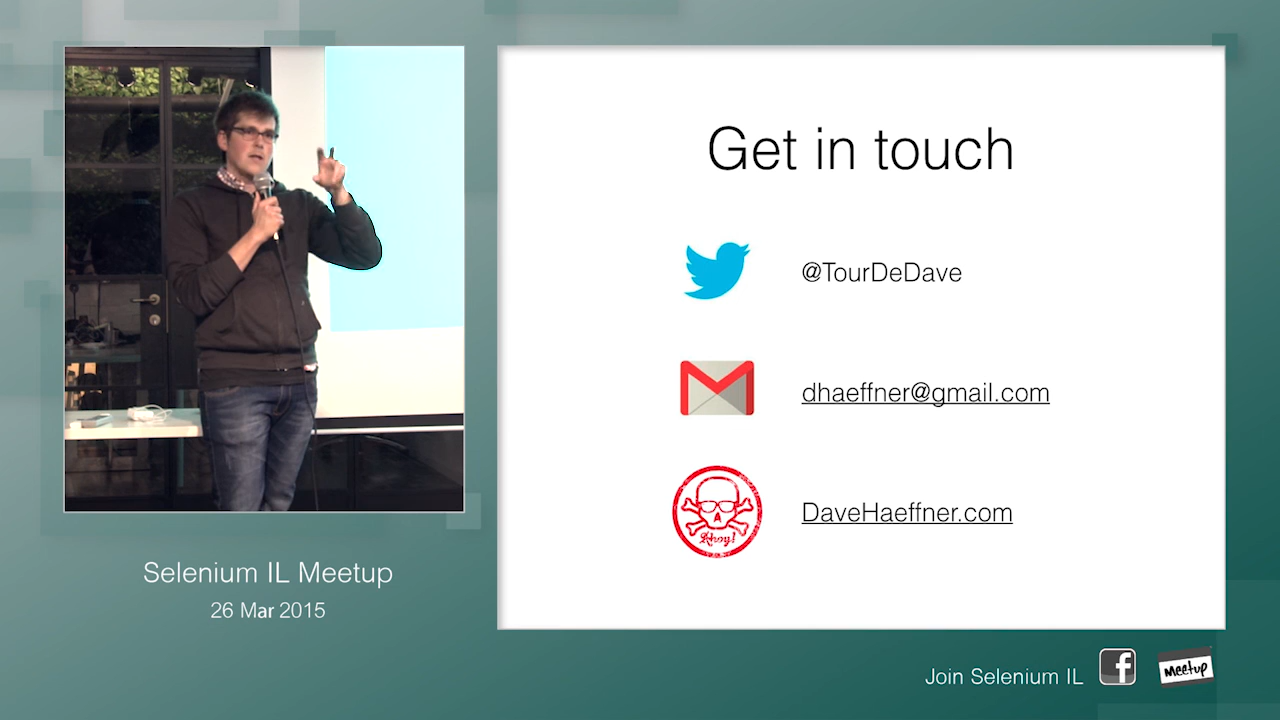 Get in touch
@TourDeDave
dhaeffner@gmail.com
Ahoy!
DaveHaeffner.com
Selenium IL Meetup
26 Mar 2015
Join Selenium IL
f
Meetup